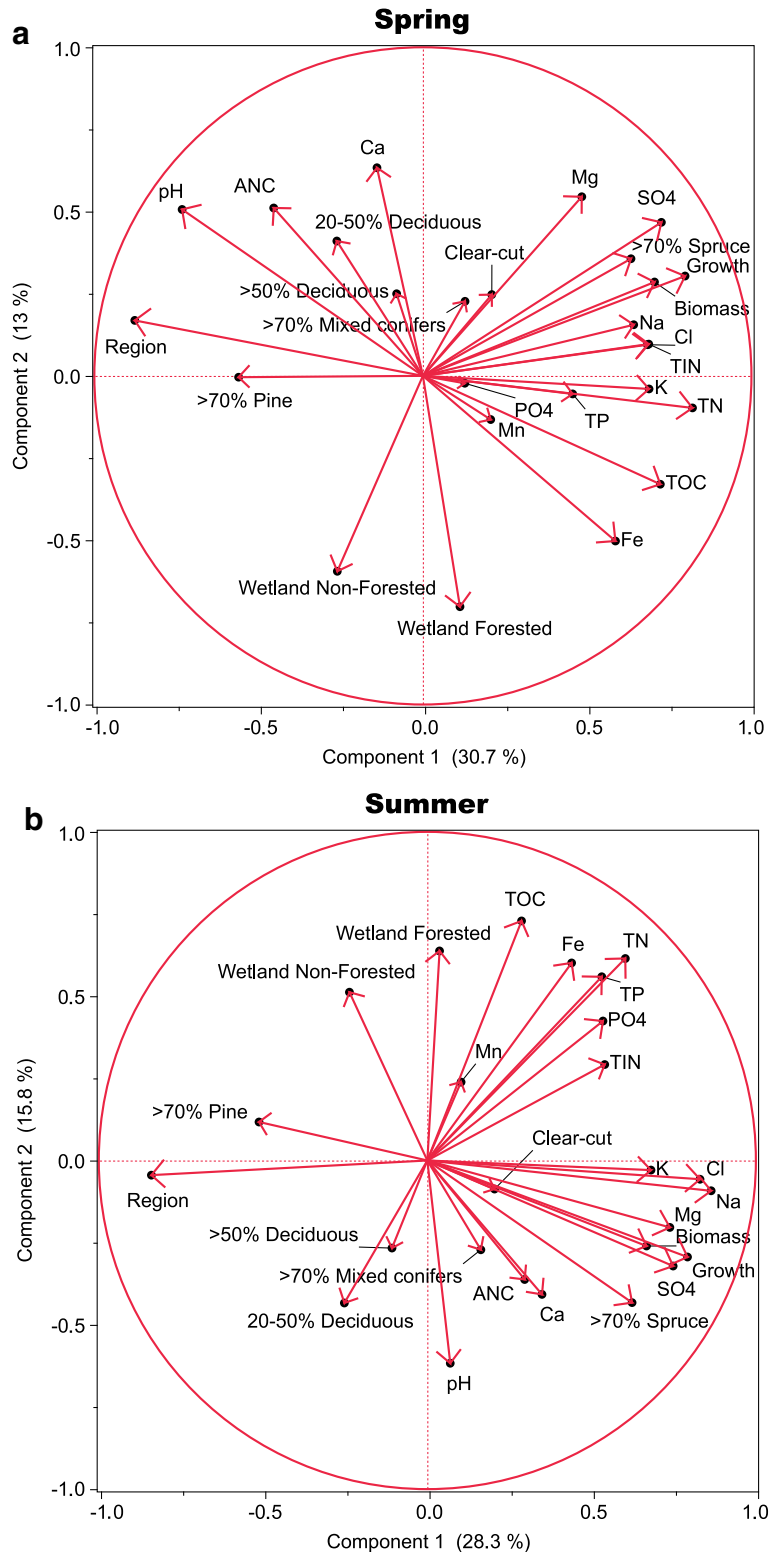 a
Spring
1.0
Ca
ANC
pH
Mg
SO4
0.5
20-50% Deciduous
>70% Spruce
Clear-cut
Growth
>50% Deciduous
Biomass
>70% Mixed conifers
Na
Cl
Region
TIN
0.0
K
>70% Pine
PO4
TP
TN
Mn
TOC
-0.5
Fe
Wetland Non-Forested
Wetland Forested
-1.0
-1.0 -0.5 0.0 0.5 1.0
Component 1 (30.7 %)
Component 2 (13 %)
b
Summer
1.0
TOC
Wetland Forested
Fe
TN
Wetland Non-Forested
TP
0.5
PO4
Mn
TIN
>70% Pine
Clear-cut
0.0
K
Cl
Region
Na
Mg
>50% Deciduous
Biomass
>70% Mixed conifers
Growth
ANC
SO4
Ca
20-50% Deciduous
>70% Spruce
-0.5
pH
-1.0
-1.0 -0.5 0.0 0.5 1.0
Component 1 (28.3 %)
Component 2 (15.8 %)